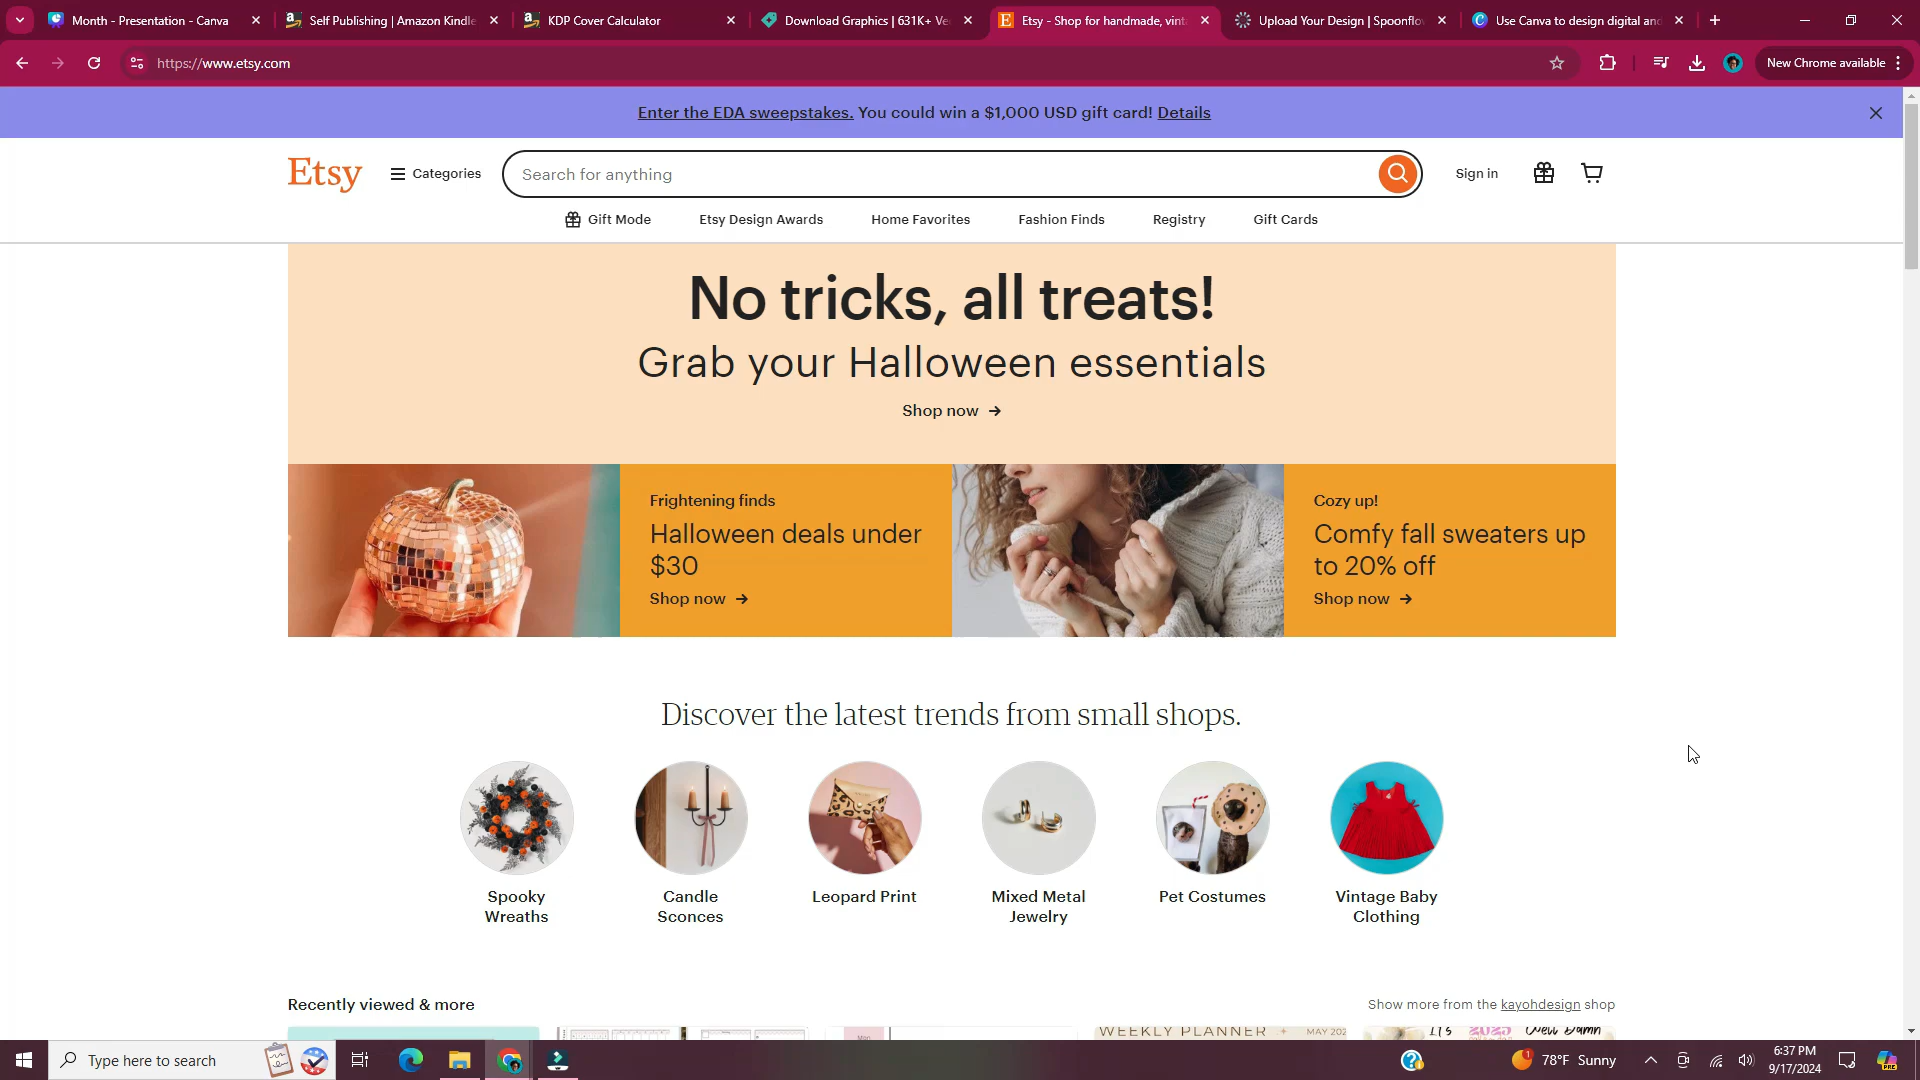 Month - Presentation - Canva
Self Publishing | Amazon Kindle
KDP Cover Calculator
Download Graphics | 631K+ Ve
Etsy - Shop for handmade, vint
Upload Your Design | Spoonflow
Use Canva to design digital and
https://www.etsy.com
New Chrome available
Enter the EDA sweepstakes. You could win a $1,000 USD gift card! Details
Etsy
Categories
Search for anything
Sign in
Gift Mode
Etsy Design Awards
Home Favorites
Fashion Finds
Registry
Gift Cards
No tricks, all treats!
Grab your Halloween essentials
Shop now →
Frightening finds
Halloween deals under
$30
Shop now →
Cozy up!
Comfy fall sweaters up
to 20% off
Shop now →
Discover the latest trends from small shops.
Spooky
Wreaths
Candle
Sconces
Leopard Print
Mixed Metal
Jewelry
Pet Costumes
Vintage Baby
Clothing
Recently viewed & more
Show more from the kayohdesign shop
WEEKLY PLANNER
MAY 202
It's 2025
Well Damn
Type here to search
1
78°F Sunny
6:37 PM
9/17/2024
PRE